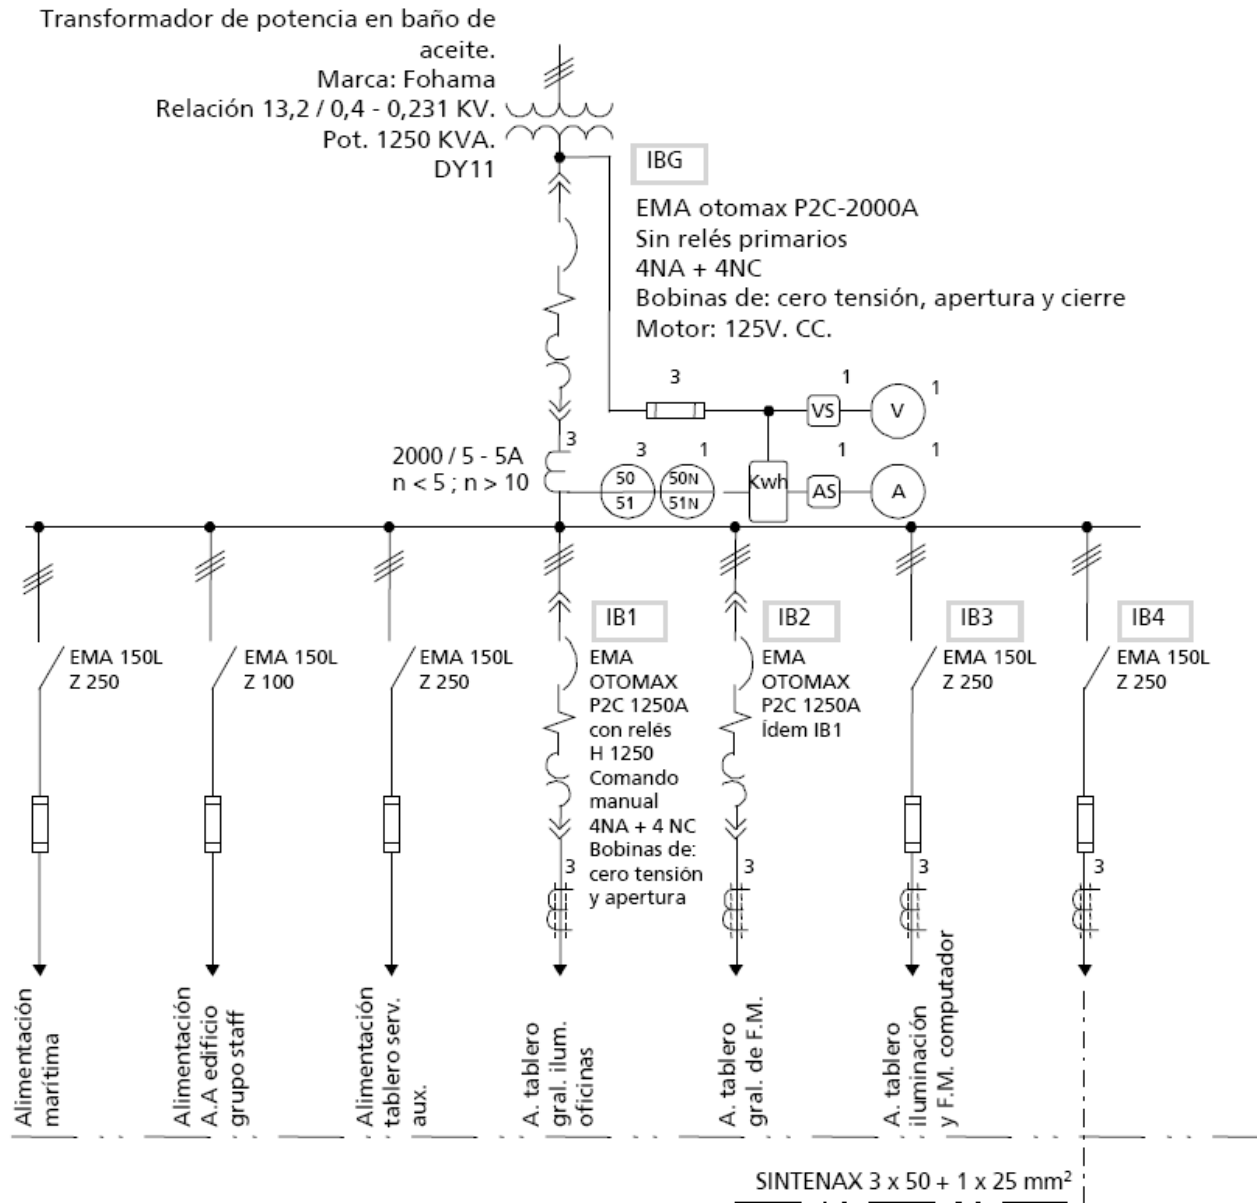 Transformador de potencia en baño de
aceite.
Marca: Fohama
Relación 13,2 / 0,4 - 0,231 KV.
Pot. 1250 KVA.
DY11
IBG
EMA otomax P2C-2000A
Sin relés primarios
4NA + 4NC
Bobinas de: cero tensión, apertura y cierre
Motor: 125V. CC.
3
1
1
VS
V
2000 / 5 - 5A
n < 5 ; n > 10
3
3
1
1
1
50
51
50N
51N
Kwh
AS
A
EMA 150L
Z 250
EMA 150L
Z 100
EMA 150L
Z 250
IB1
EMA
OTOMAX
P2C 1250A
con relés
H 1250
Comando
manual
4NA + 4 NC
Bobinas de:
cero tensión
y apertura
3
IB2
EMA
OTOMAX
P2C 1250A
Ídem IB1
3
IB3
EMA 150L
Z 250
3
IB4
EMA 150L
Z 250
3
Alimentación
marítima
Alimentación
A.A edificio
grupo staff
Alimentación
tablero serv.
aux.
A. tablero
gral. ilum.
oficinas
A. tablero
gral. de F.M.
A. tablero
iluminación
y F.M. computador
SINTENAX 3 x 50 + 1 x 25 mm²